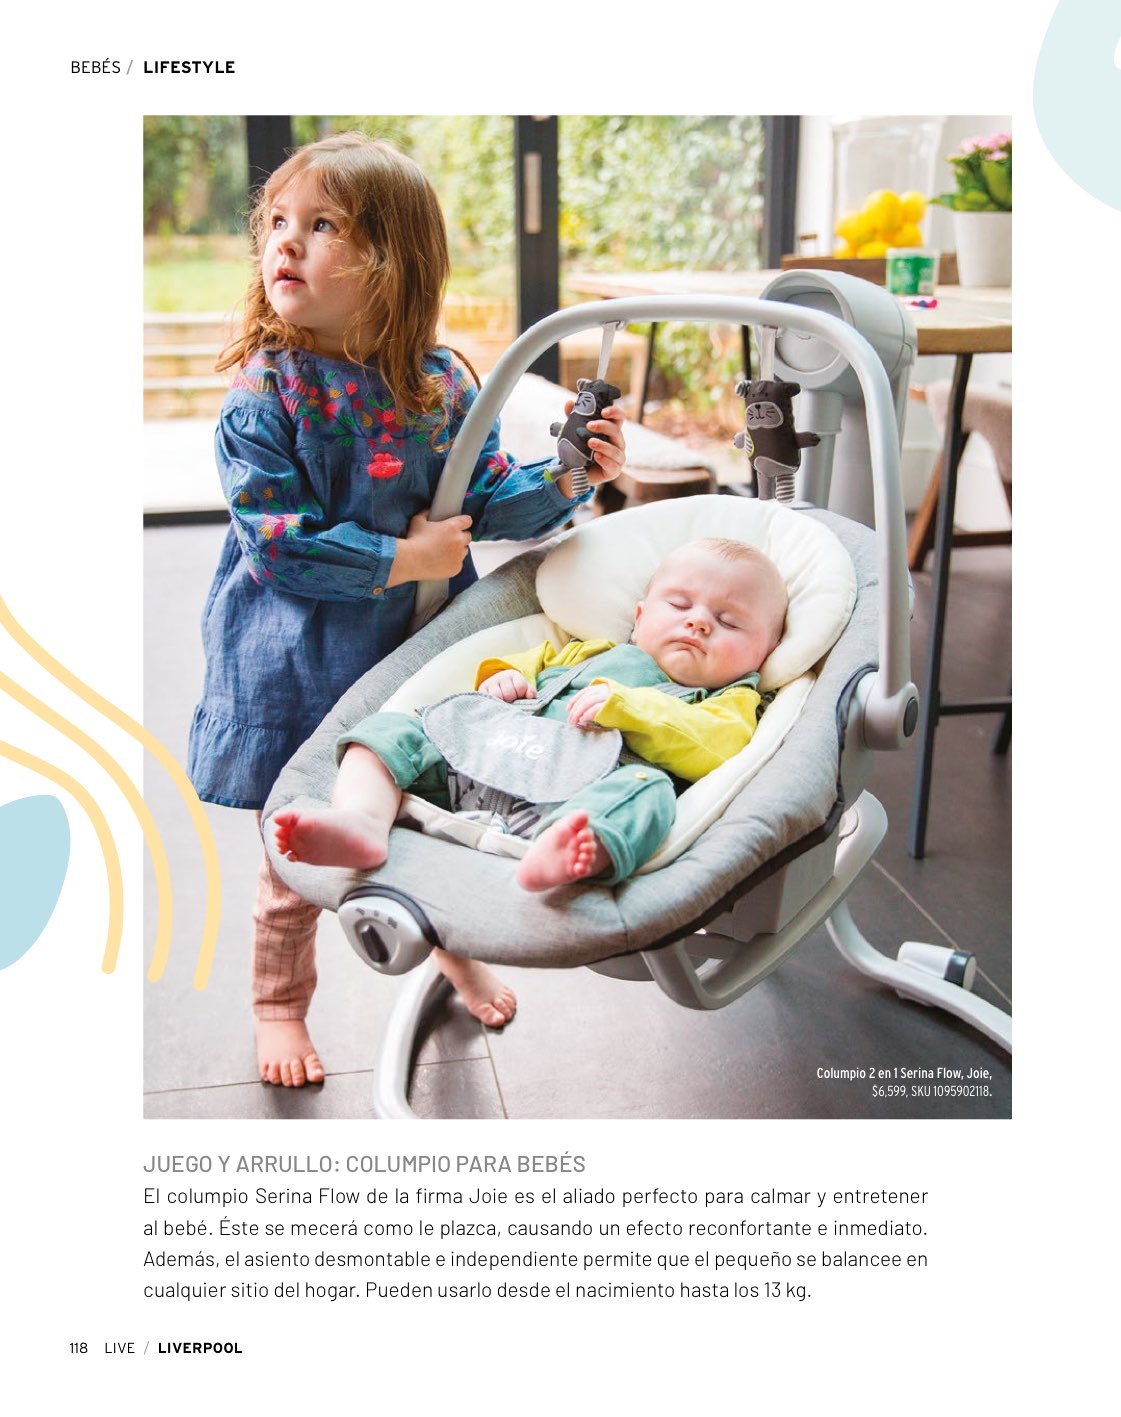 BEBÉS / LIFESTYLE
joie
Columpio 2 en 1 Serina Flow, Joie,
$6,599, SKU 1095902118.
JUEGO Y ARRULLO: COLUMPIO PARA BEBÉS
El columpio Serina Flow de la firma Joie es el aliado perfecto para calmar y entretener
al bebé. Éste se mecerá como le plazca, causando un efecto reconfortante e inmediato.
Además, el asiento desmontable e independiente permite que el pequeño se balancee en
cualquier sitio del hogar. Pueden usarlo desde el nacimiento hasta los 13 kg.
118 LIVE / LIVERPOOL